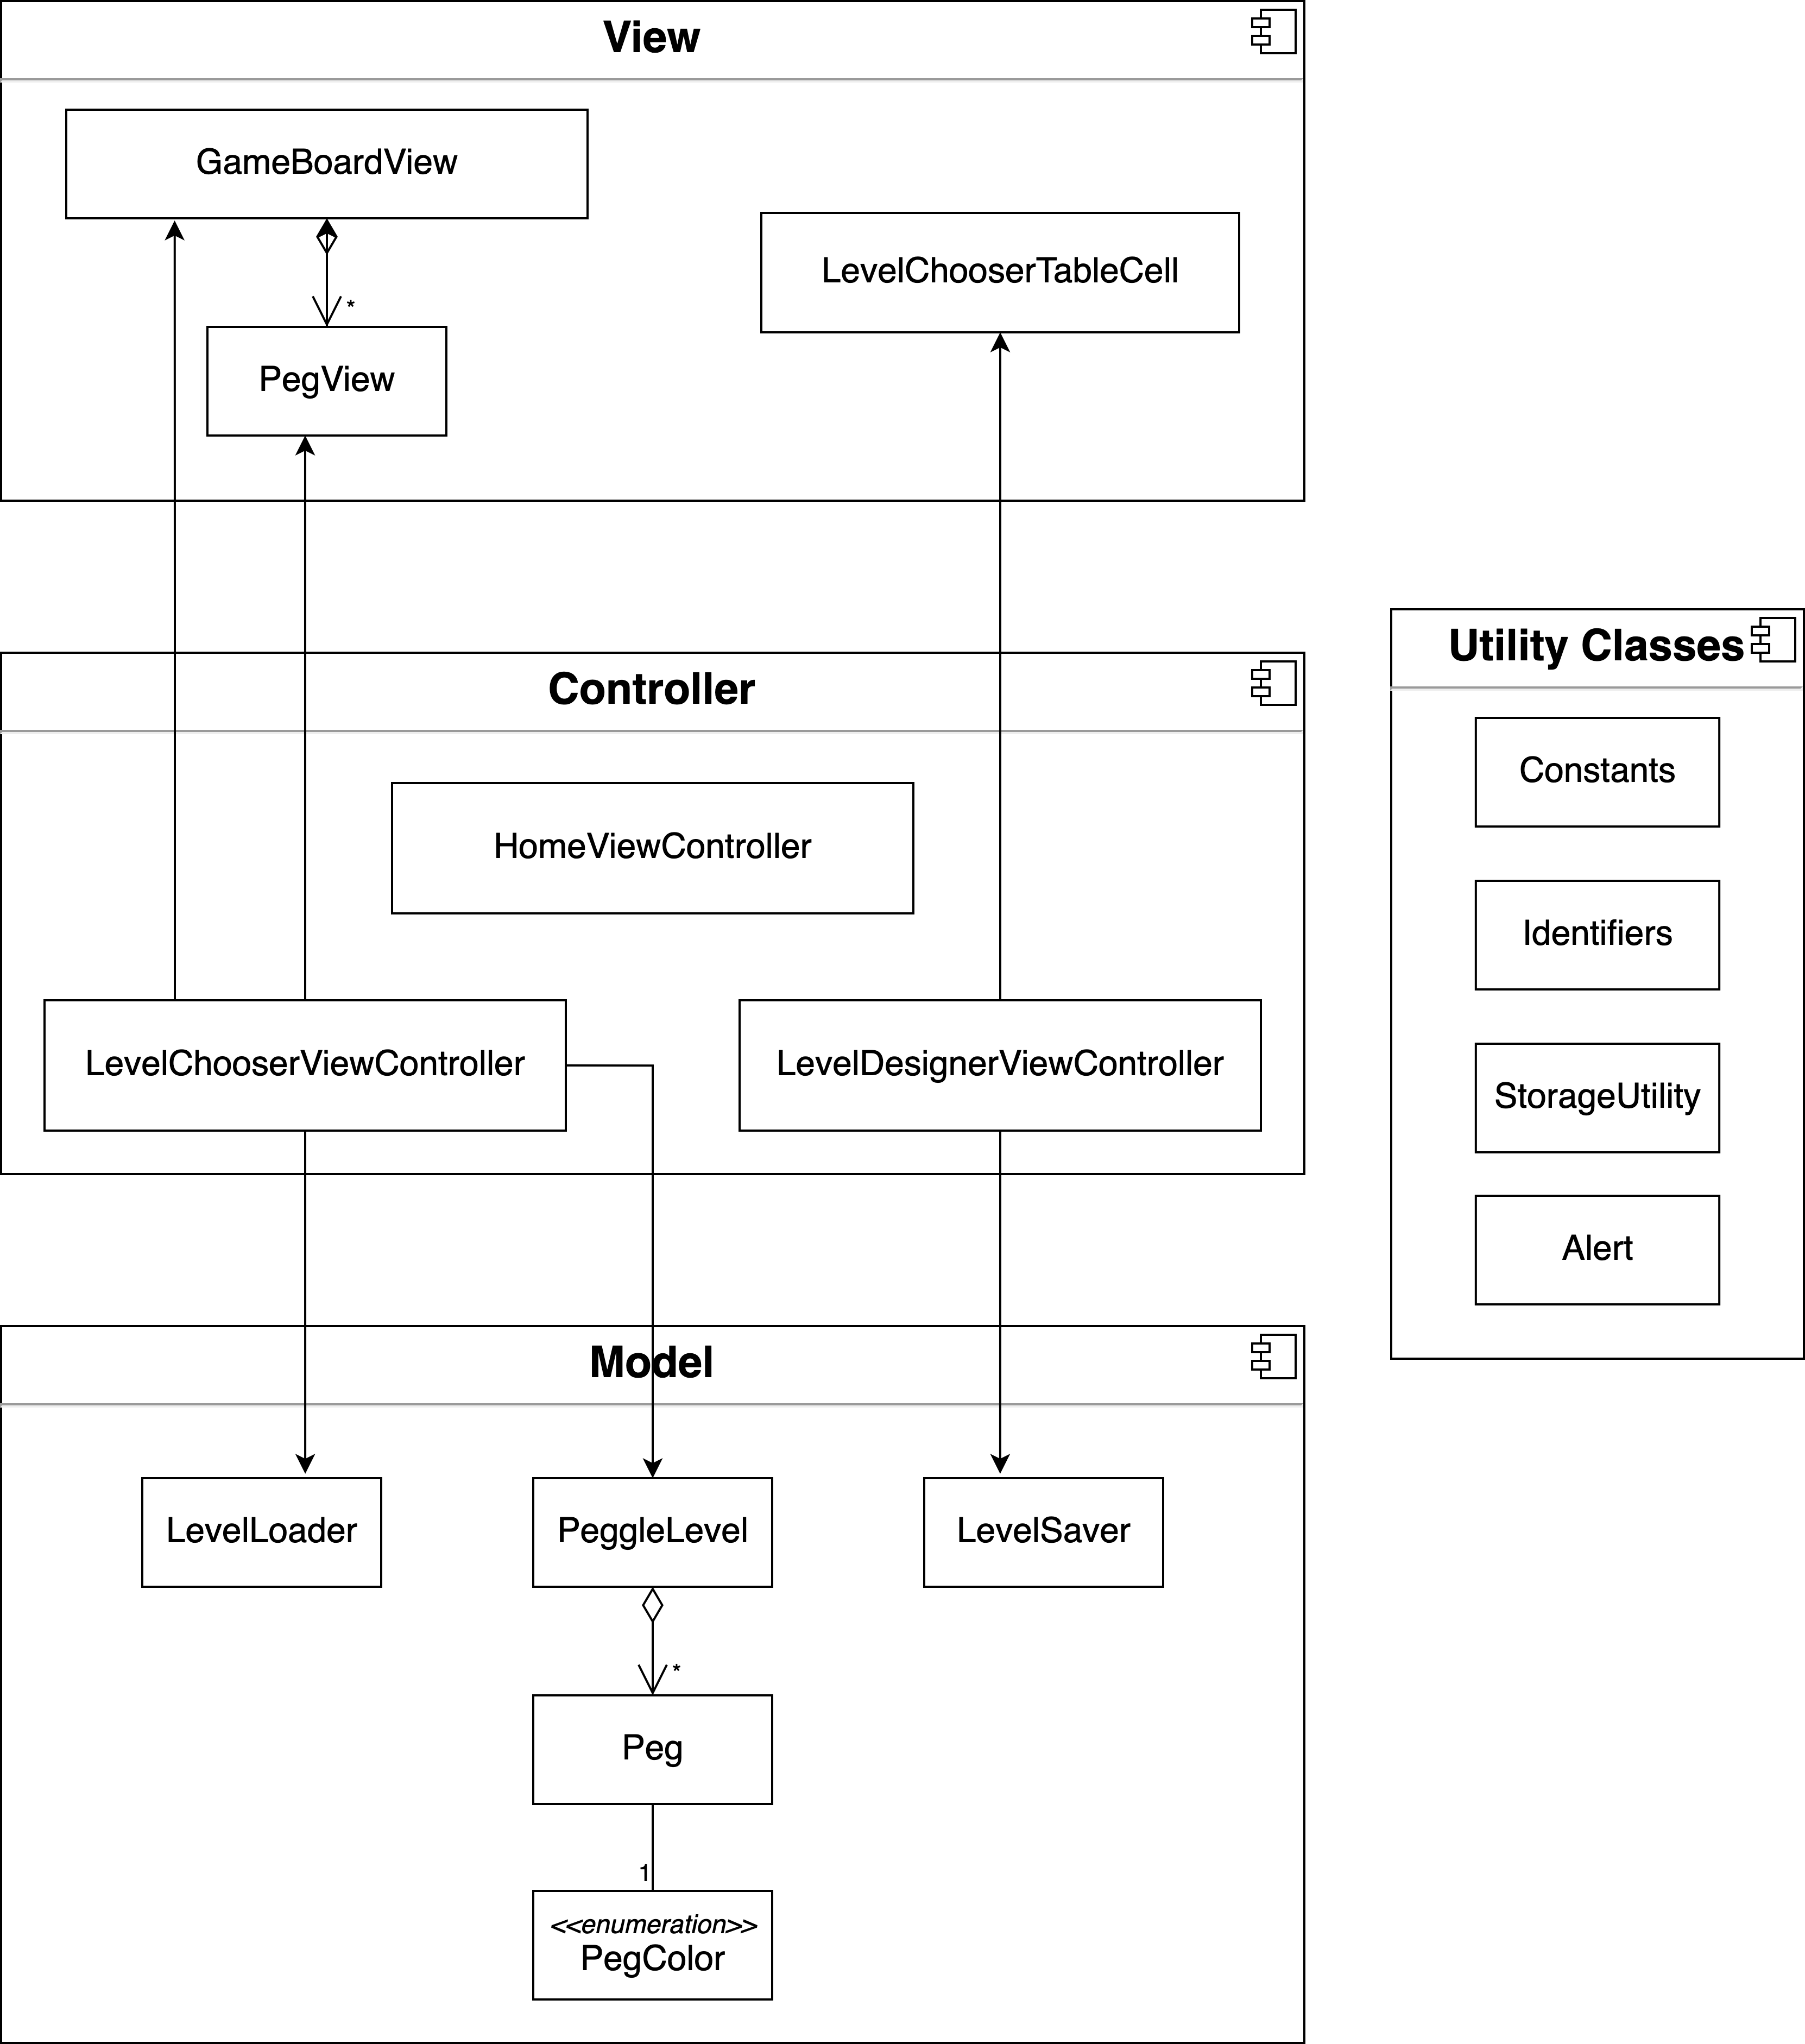 View
GameBoardView
LevelChooserTableCell
*
PegView
Utility Classes
Controller
Constants
HomeViewController
Identifiers
LevelChooserViewController
LevelDesignerViewController
StorageUtility
Alert
Model
LevelLoader
PeggleLevel
LevelSaver
*
Peg
1
<<enumeration>>
PegColor